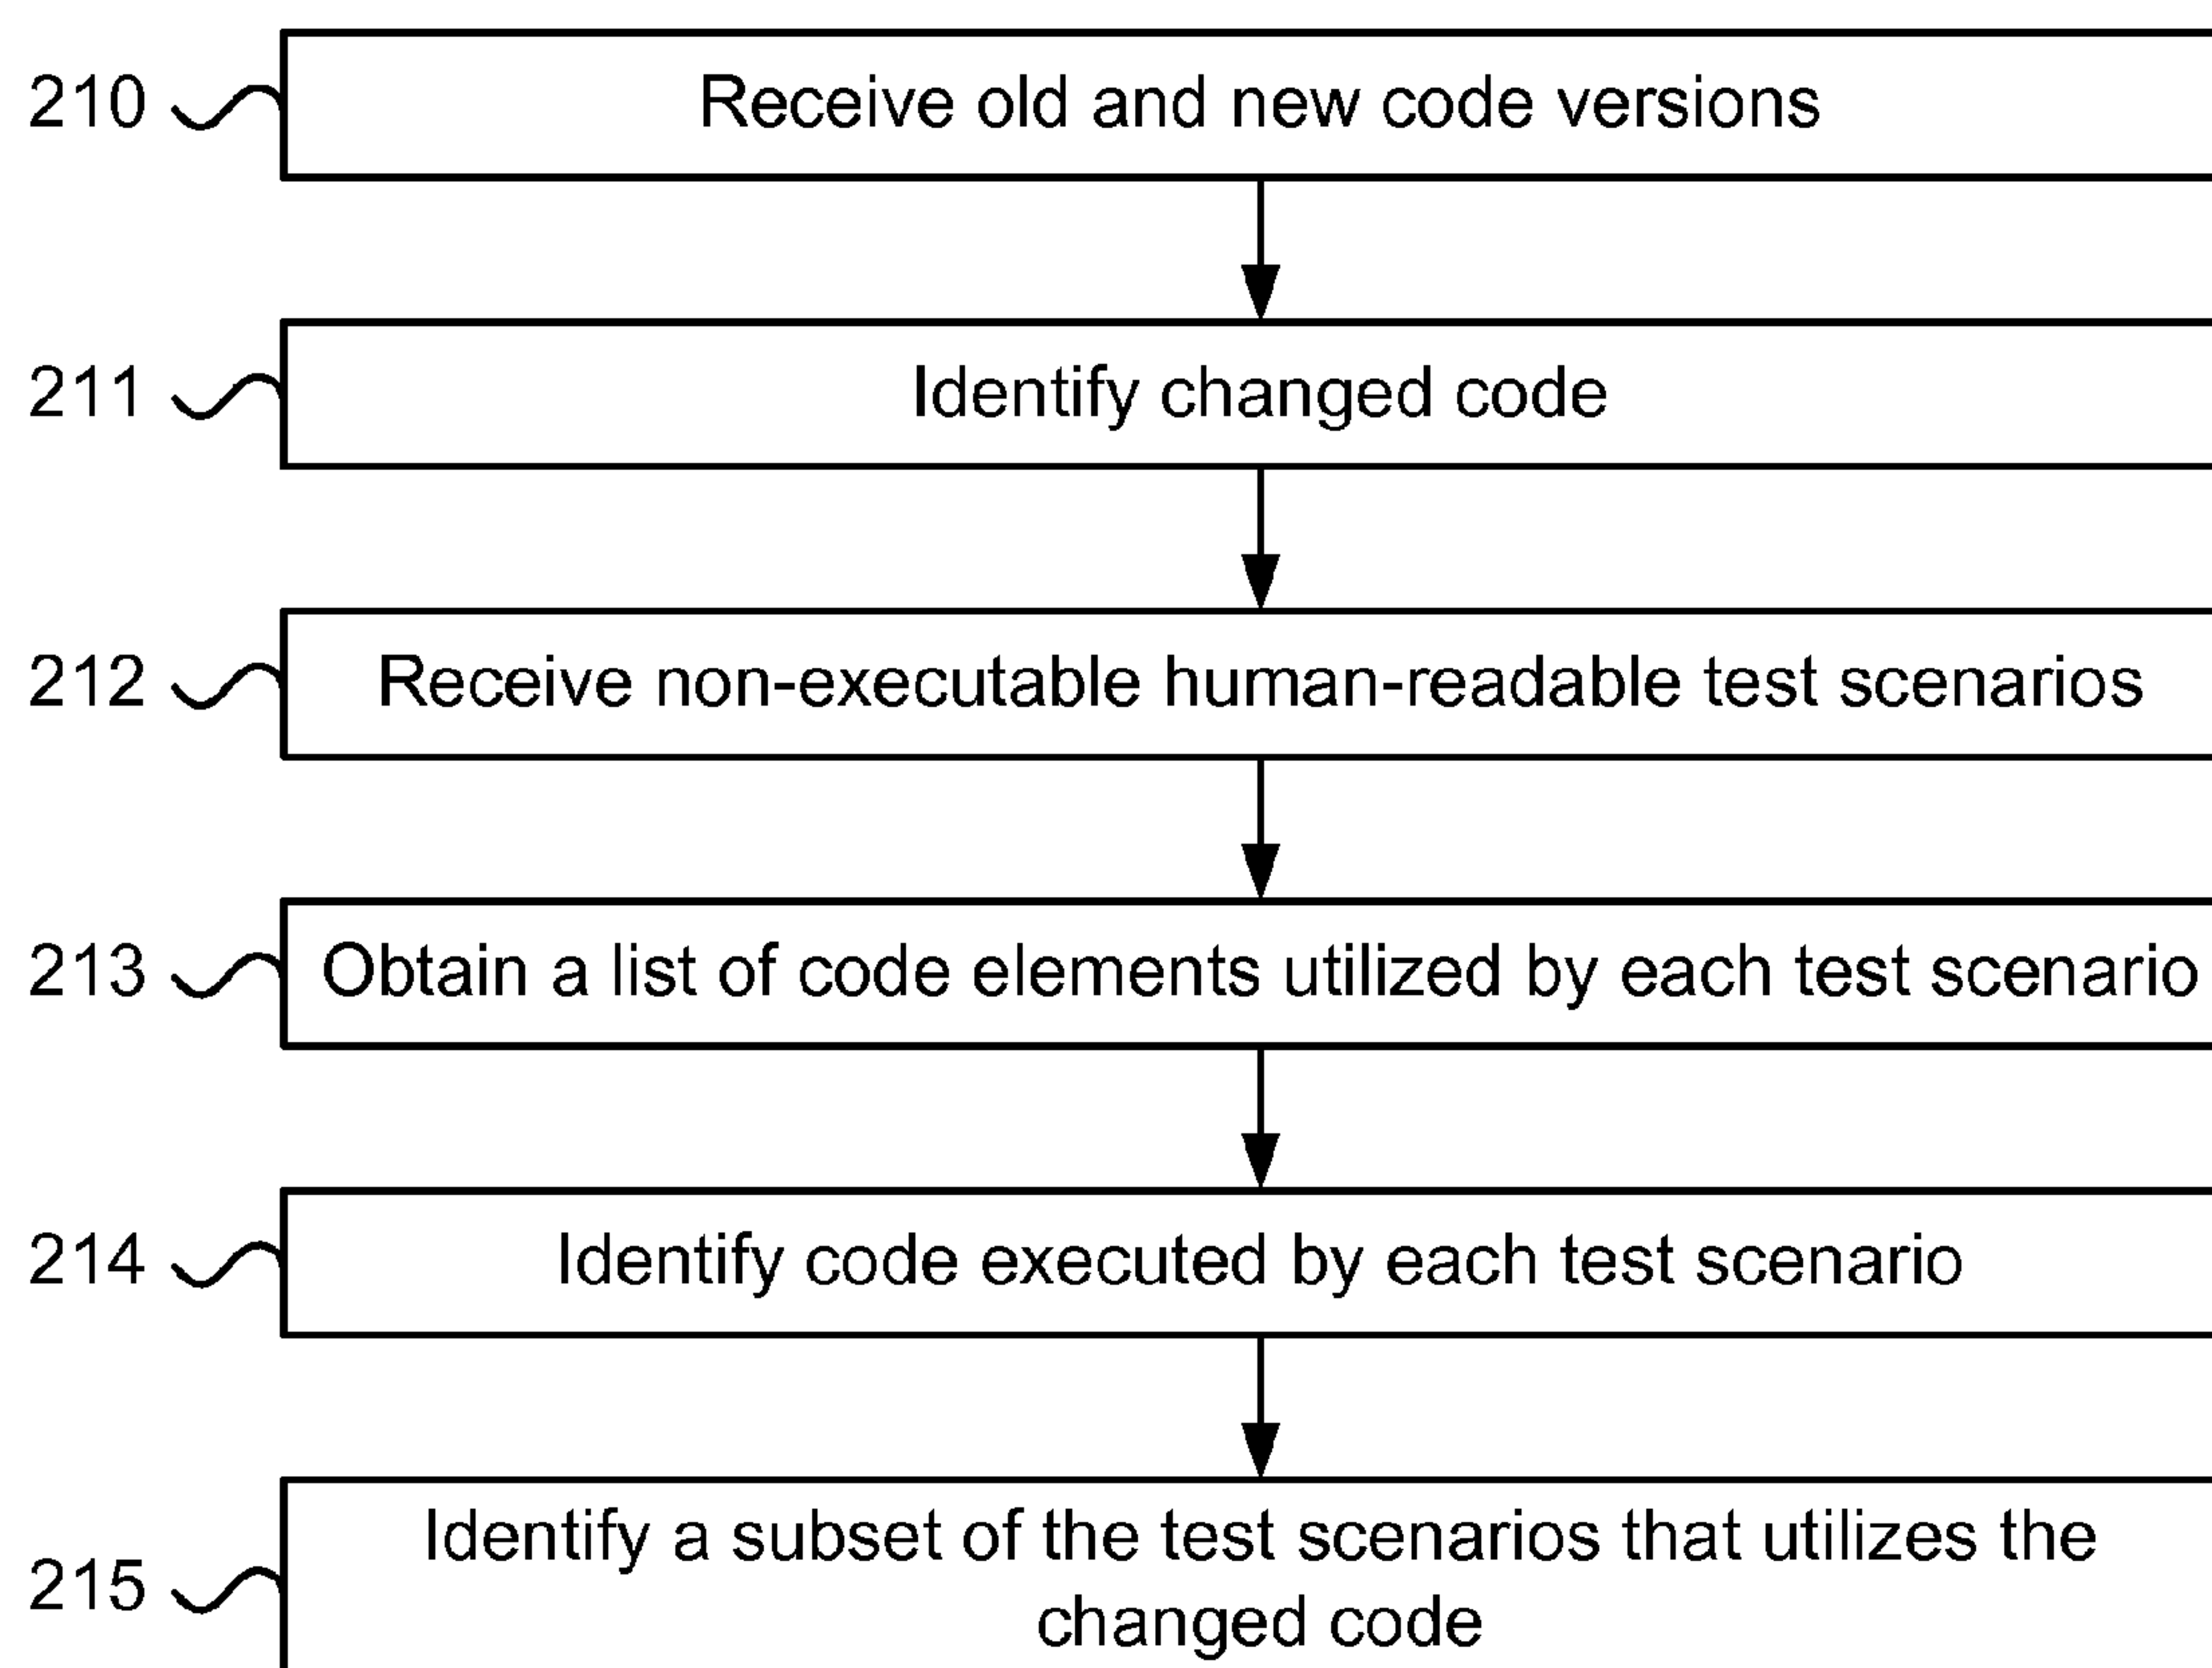 210 Receive old and new code versions
211 Identify changed code
212 Receive non-executable human-readable test scenarios
213 Obtain a list of code elements utilized by each test scenario
214 Identify code executed by each test scenario
215 Identify a subset of the test scenarios that utilizes the
changed code